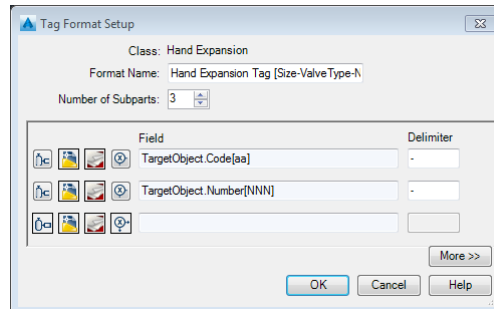 Tag Format Setup
Class: Hand Expansion
Format Name: Hand Expansion Tag [Size-ValveType-N
Number of Subparts: 3
Field Delimiter
TargetObject.Code[aa] -
TargetObject.Number[NNN] -
More >>
OK Cancel Help